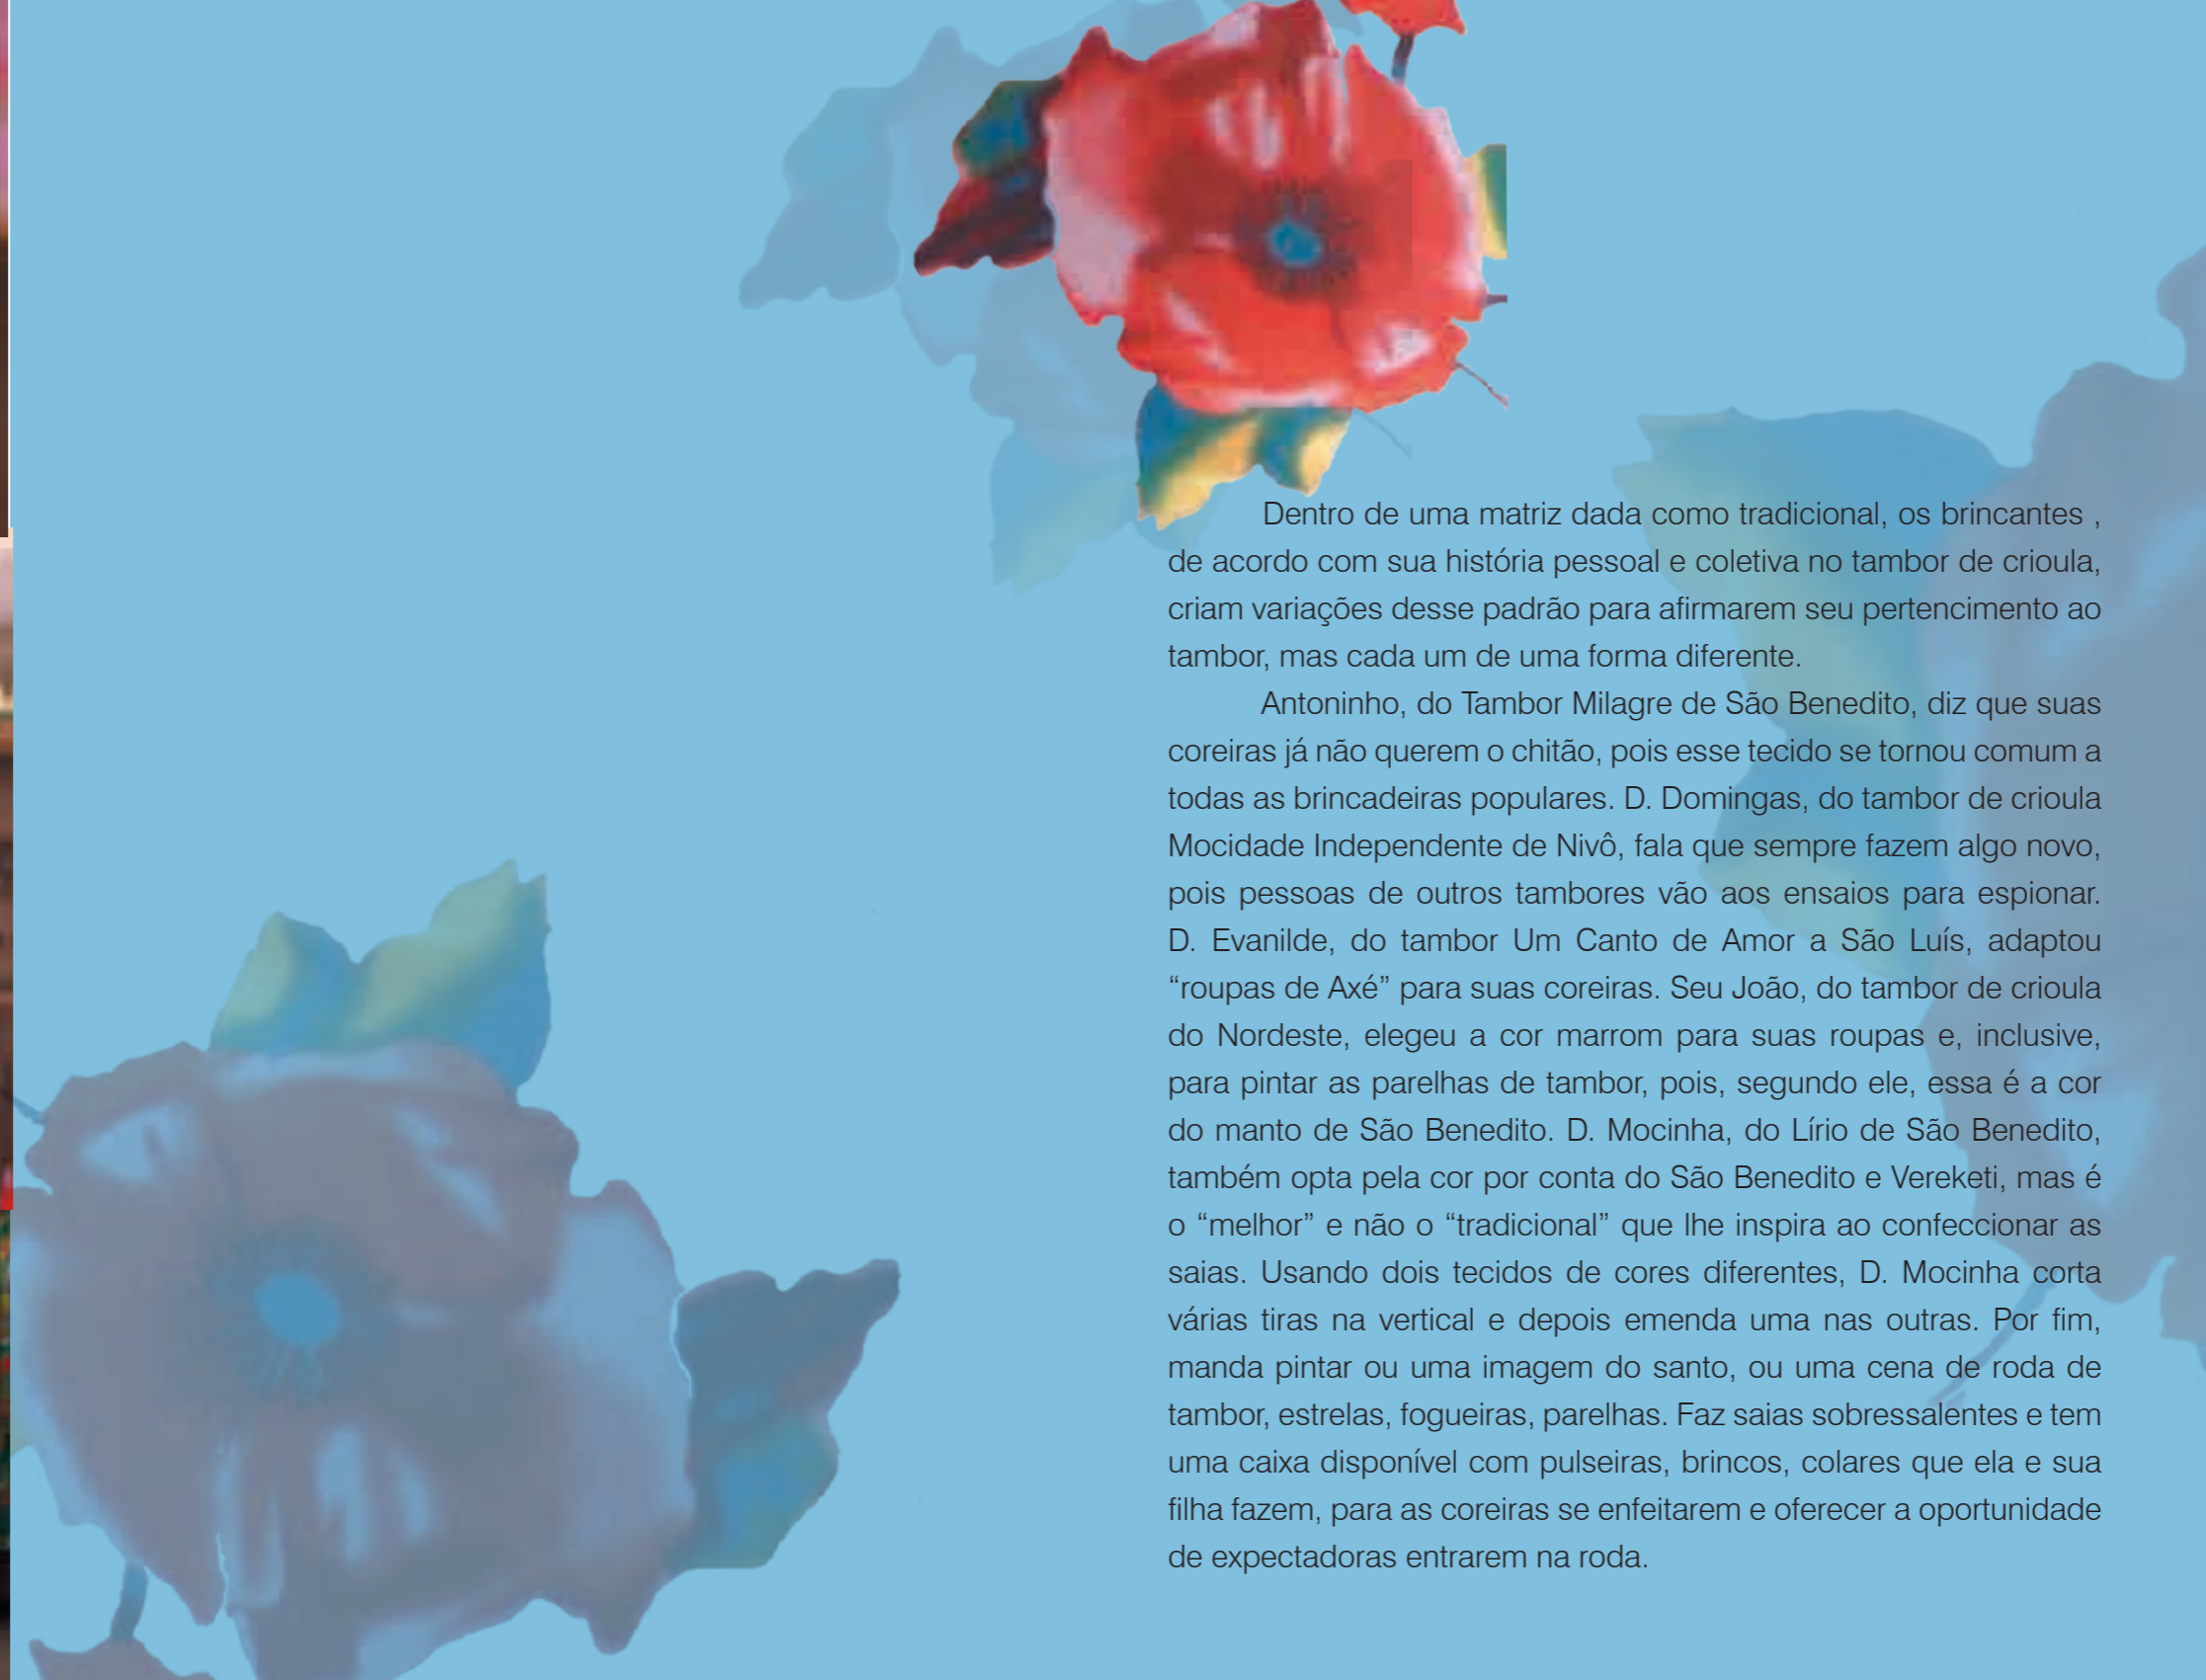 Dentro de uma matriz dada como tradicional, os brincantes ,
de acordo com sua história pessoal e coletiva no tambor de crioula,
criam variações desse padrão para afirmarem seu pertencimento ao
tambor, mas cada um de uma forma diferente.
Antoninho, do Tambor Milagre de São Benedito, diz que suas
coreiras já não querem o chitão, pois esse tecido se tornou comum a
todas as brincadeiras populares. D. Domingas, do tambor de crioula
Mocidade Independente de Nivô, fala que sempre fazem algo novo,
pois pessoas de outros tambores vão aos ensaios para espionar.
D. Evanilde, do tambor Um Canto de Amor a São Luís, adaptou
“roupas de Axé” para suas coreiras. Seu João, do tambor de crioula
do Nordeste, elegeu a cor marrom para suas roupas e, inclusive,
para pintar as parelhas de tambor, pois, segundo ele, essa é a cor
do manto de São Benedito. D. Mocinha, do Lírio de São Benedito,
também opta pela cor por conta do São Benedito e Vereketi, mas é
o “melhor” e não o “tradicional” que lhe inspira ao confeccionar as
saias. Usando dois tecidos de cores diferentes, D. Mocinha corta
várias tiras na vertical e depois emenda uma nas outras. Por fim,
manda pintar ou uma imagem do santo, ou uma cena de roda de
tambor, estrelas, fogueiras, parelhas. Faz saias sobressalentes e tem
uma caixa disponível com pulseiras, brincos, colares que ela e sua
filha fazem, para as coreiras se enfeitarem e oferecer a oportunidade
de expectadoras entrarem na roda.